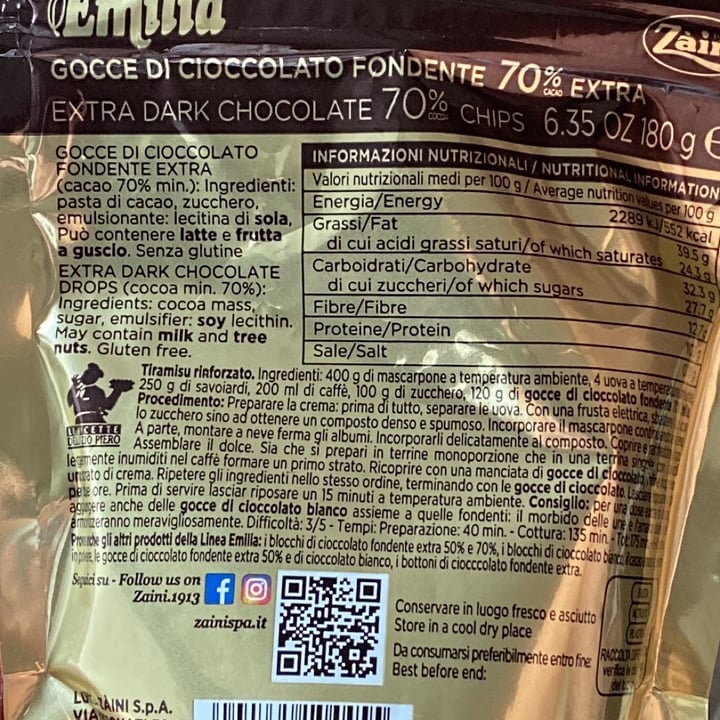 Emilia
Zàini
GOCCE DI CIOCCOLATO FONDENTE 70% CACAO EXTRA
EXTRA DARK CHOCOLATE 70% COCOA CHIPS 6.35 OZ 180 g e
GOCCE DI CIOCCOLATO
FONDENTE EXTRA
(cacao 70% min.): Ingredienti:
pasta di cacao, zucchero,
emulsionante: lecitina di soia,
Può contenere latte e frutta
a guscio. Senza glutine
EXTRA DARK CHOCOLATE
DROPS (cocoa min. 70%):
Ingredients: cocoa mass,
sugar, emulsifier: soy lecithin.
May contain milk and tree
nuts. Gluten free.
INFORMAZIONI NUTRIZIONALI / NUTRITIONAL INFORMATION
Valori nutrizionali medi per 100 g / Average nutrition values per 100 g
Energia/Energy 2289 kJ/552 kcal
Grassi/Fat 39.5 g
di cui acidi grassi saturi/of which saturates 24.3 g
Carboidrati/Carbohydrate 32.3 g
di cui zuccheri/of which sugars 27.7 g
Fibre/Fibre
Proteine/Protein
Sale/Salt
Tiramisu rinforzato. Ingredienti: 400 g di mascarpone a temperatura ambiente, 4 uova a
250 g di savoiardi, 200 ml di caffè, 100 g di zucchero, 120 g di gocce di cioccolato
Procedimento: Preparare la crema: prima di tutto, separare le uova. Con una frusta elettrica,
lo zucchero sino ad ottenere un composto denso e spumoso. Incorporare il mascarpone
A parte, montare a neve ferma gli albumi. Incorporarli delicatamente al composto. Coprire e
Assemblare il dolce. Sia che si prepari in terrine monoporzione che in una terrina
inumiditi nel caffè formare un primo strato. Ricoprire con una manciata di gocce di cioccolato
di crema. Ripetere gli ingredienti nello stesso ordine, terminando con le gocce di cioccolato.
ore. Prima di servire lasciar riposare un 15 minuti a temperatura ambiente. Consiglio: per una dose
anche delle gocce di cioccolato bianco assieme a quelle fondenti: il morbido delle une e
meravigliosamente. Difficoltà: 3/5 - Tempi: Preparazione: 40 min. - Cottura: 135 min. -
gli altri prodotti della Linea Emilia: i blocchi di cioccolato fondente extra 50% e 70%, i blocchi di cioccolato
le gocce di cioccolato fondente extra 50% e di cioccolato bianco, i bottoni di cioccolato fondente extra.
DELLO ZIO PIERO
Seguici su - Follow us on
Zaini.1913
zainispa.it
Conservare in luogo fresco e asciutto
Store in a cool dry place
Da consumarsi preferibilmente entro fine:
Best before end:
RACCOLTA
ZAINI S.p.A.
VIA